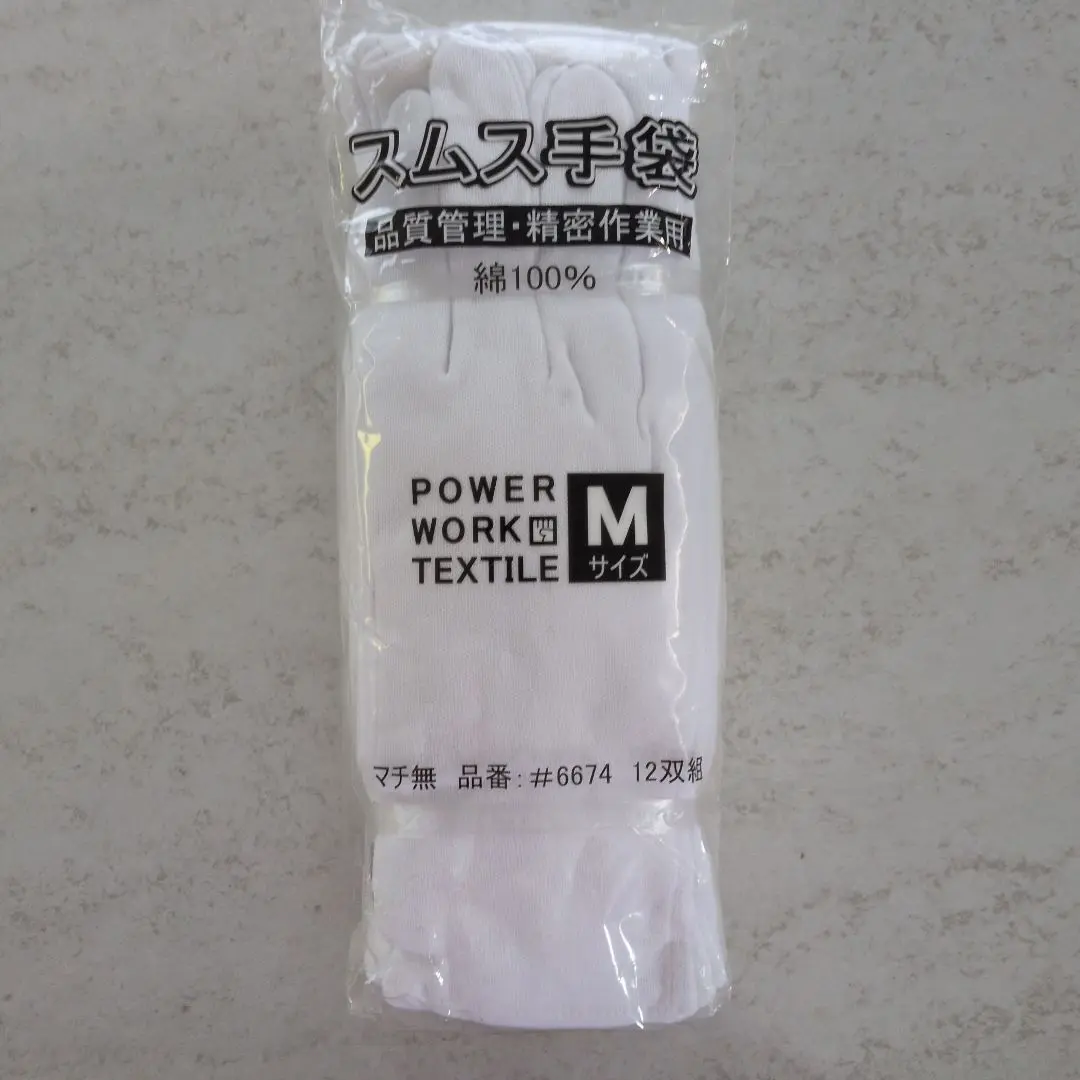 スムス手袋
品質管理・精密作業用
綿100%
POWER
WORK
TEXTILE
M
サイズ
マチ無 品番:#6674 12双組